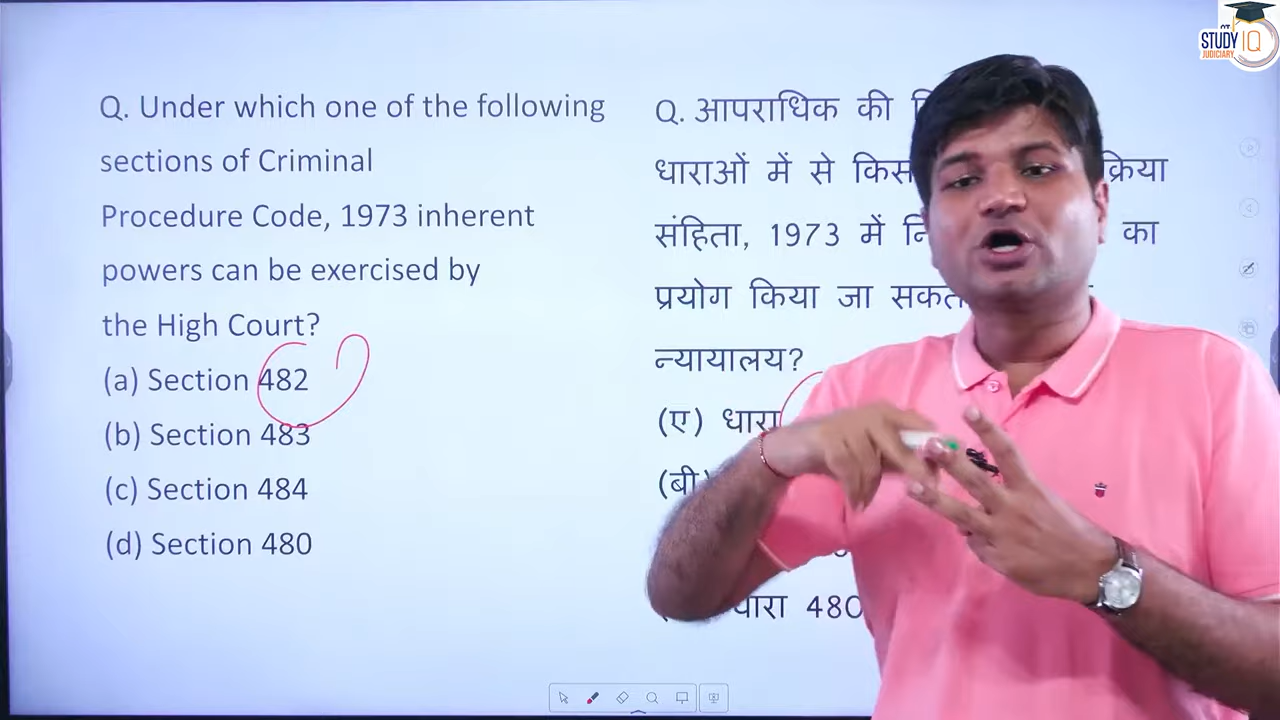 Q. Under which one of the following
sections of Criminal
Procedure Code, 1973 inherent
powers can be exercised by
the High Court?
(a) Section 482
(b) Section 483
(c) Section 484
(d) Section 480
Q. आपराधिक की
धाराओं में से किस क्रिया
संहिता, 1973 में का
प्रयोग किया जा
न्यायालय?
(ए) धारा
(बी)
धारा 480
STUDY IQ
JUDICIARY